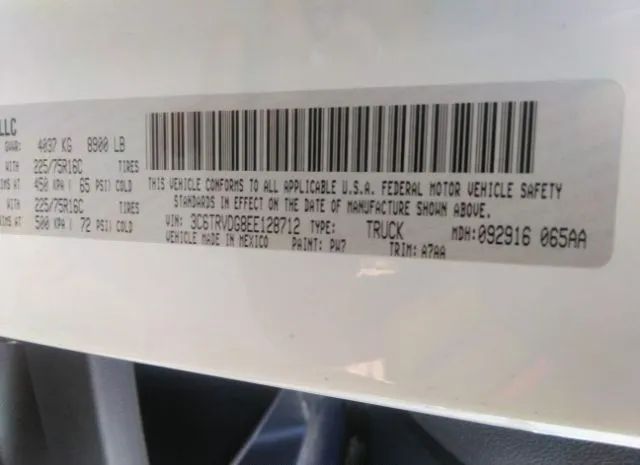 LLC
GVWR: 4037 KG 8900 LB
WITH 225/75R16C TIRES
RIMS AT 450 KPA ( 65 PSI) COLD
WITH 225/75R16C TIRES
RIMS AT 500 KPA ( 72 PSI) COLD
THIS VEHICLE CONFORMS TO ALL APPLICABLE U.S.A. FEDERAL MOTOR VEHICLE SAFETY
STANDARDS IN EFFECT ON THE DATE OF MANUFACTURE SHOWN ABOVE.
VIN: 3C6TRVDG8EE128712 TYPE: TRUCK MDH: 092916 065AA
VEHICLE MADE IN MEXICO PAINT: PW7 TRIM: A7AA